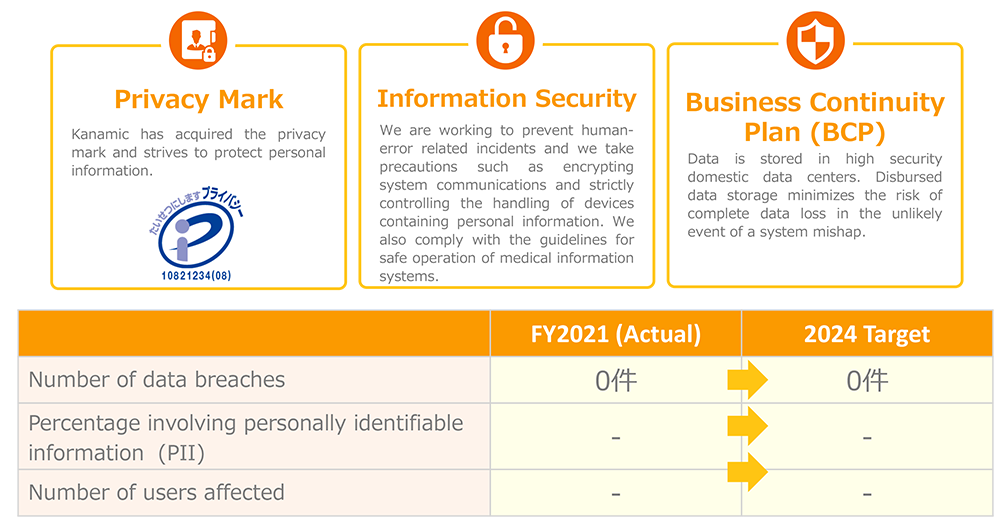 Privacy Mark
Kanamic has acquired the privacy
mark and strives to protect personal
information.
たいせつにします プライバシー
10821234(08)
Information Security
We are working to prevent human-
error related incidents and we take
precautions such as encrypting
system communications and strictly
controlling the handling of devices
containing personal information. We
also comply with the guidelines for
safe operation of medical information
systems.
Business Continuity
Plan (BCP)
Data is stored in high security
domestic data centers. Disbursed
data storage minimizes the risk of
complete data loss in the unlikely
event of a system mishap.
FY2021 (Actual) 2024 Target
Number of data breaches 0件 0件
Percentage involving personally identifiable
information (PII) - -
Number of users affected - -